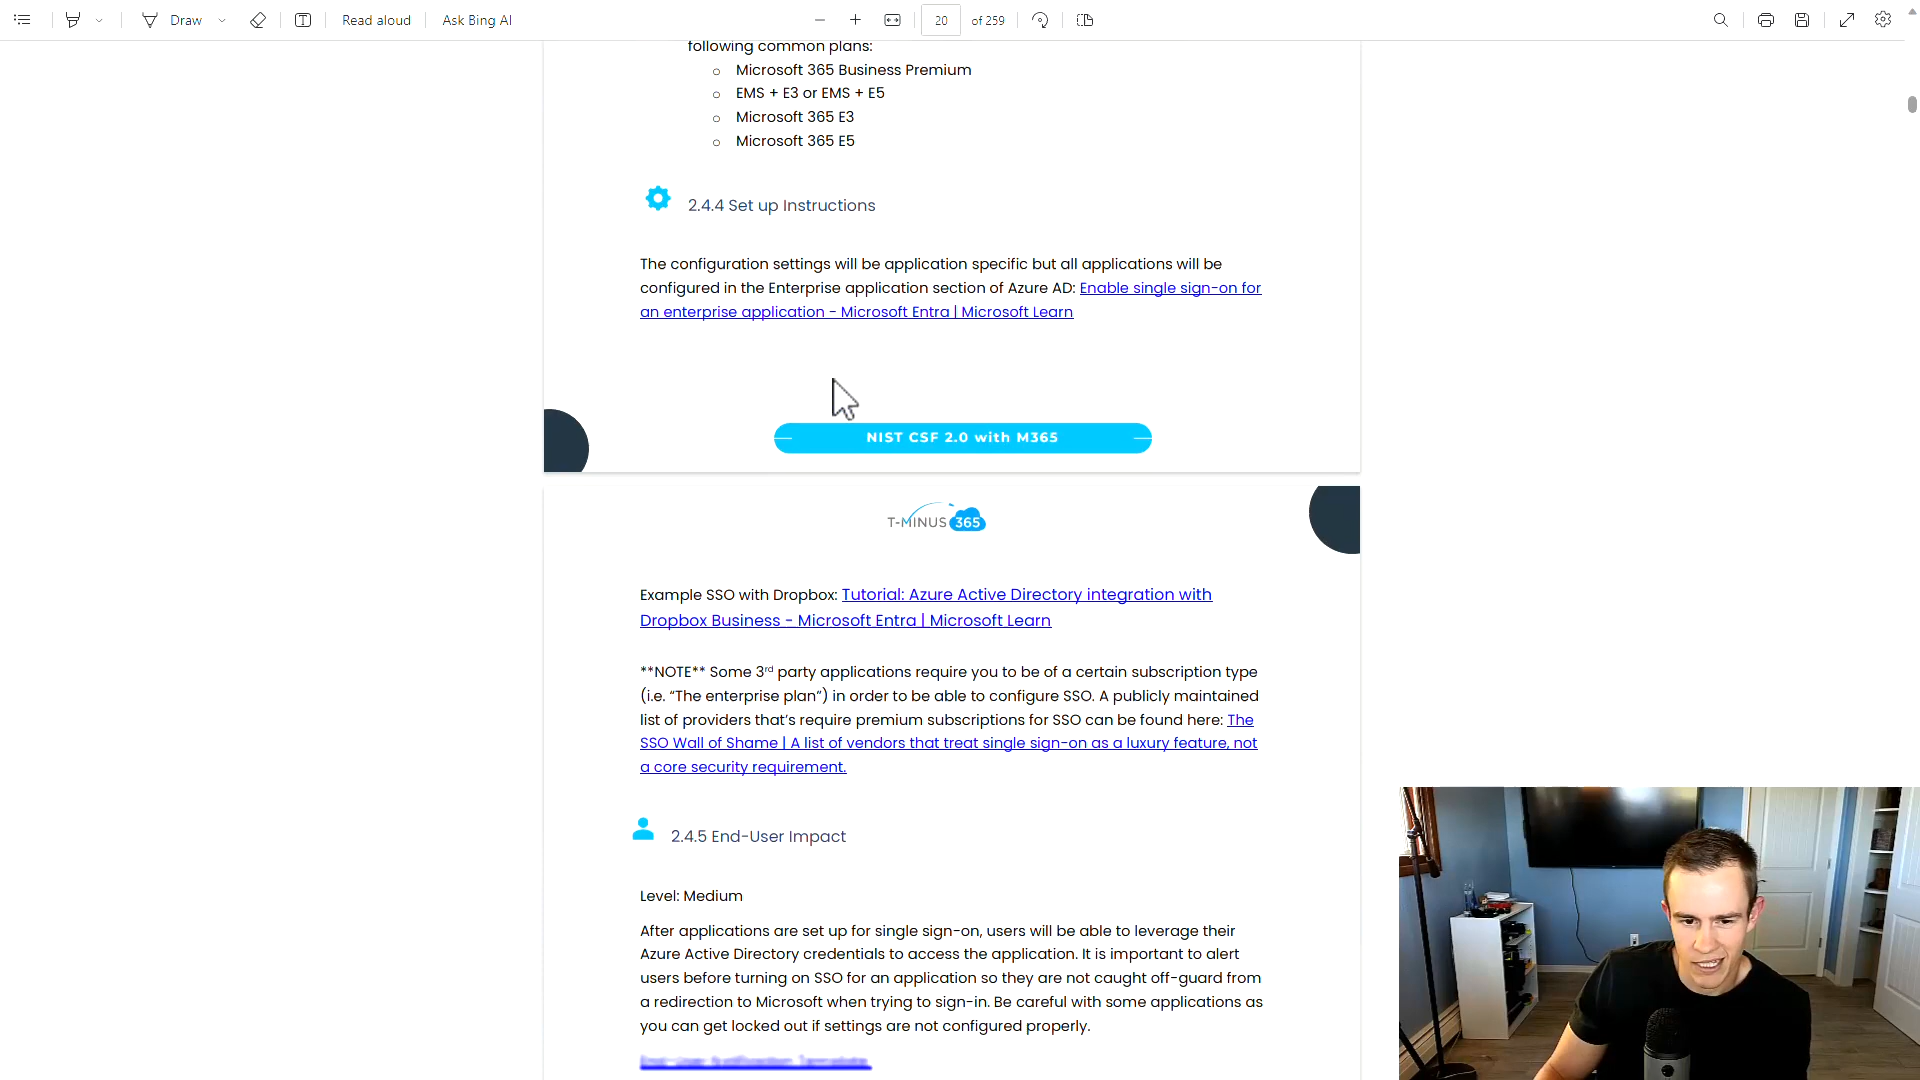 Draw
Read aloud
Ask Bing AI
20
of 259
following common plans:
Microsoft 365 Business Premium
EMS + E3 or EMS + E5
Microsoft 365 E3
Microsoft 365 E5
2.4.4 Set up Instructions
The configuration settings will be application specific but all applications will be
configured in the Enterprise application section of Azure AD: Enable single sign-on for
an enterprise application - Microsoft Entra | Microsoft Learn
NIST CSF 2.0 with M365
T-MINUS 365
Example SSO with Dropbox: Tutorial: Azure Active Directory integration with
Dropbox Business - Microsoft Entra | Microsoft Learn
**NOTE** Some 3rd party applications require you to be of a certain subscription type
(i.e. “The enterprise plan”) in order to be able to configure SSO. A publicly maintained
list of providers that’s require premium subscriptions for SSO can be found here: The
SSO Wall of Shame | A list of vendors that treat single sign-on as a luxury feature, not
a core security requirement.
2.4.5 End-User Impact
Level: Medium
After applications are set up for single sign-on, users will be able to leverage their
Azure Active Directory credentials to access the application. It is important to alert
users before turning on SSO for an application so they are not caught off-guard from
a redirection to Microsoft when trying to sign-in. Be careful with some applications as
you can get locked out if settings are not configured properly.